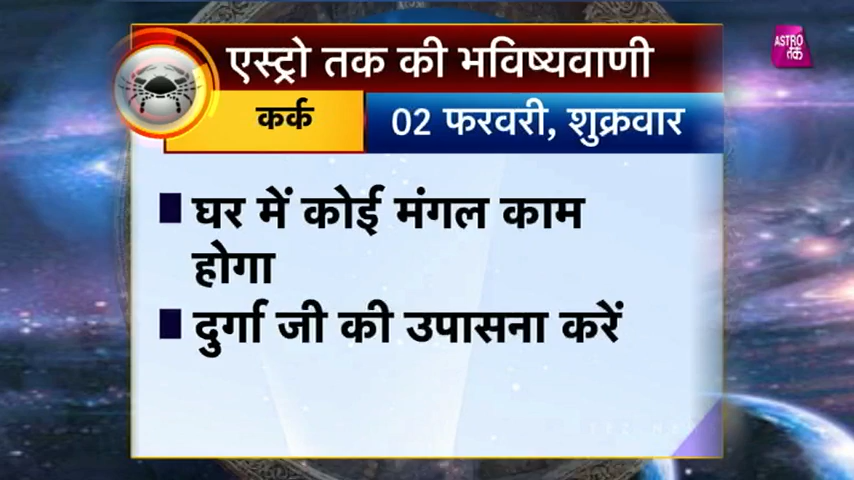 एस्ट्रो तक की भविष्यवाणी
ASTRO
तक
कर्क
02 फरवरी, शुक्रवार
घर में कोई मंगल काम
होगा
दुर्गा जी की उपासना करें